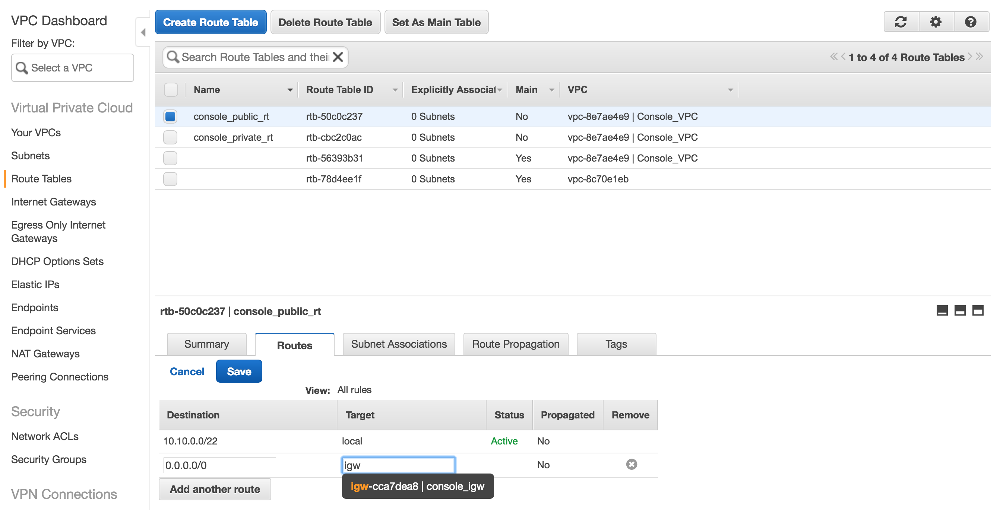 VPC Dashboard
Filter by VPC:
Select a VPC
Virtual Private Cloud
Your VPCs
Subnets
Route Tables
Internet Gateways
Egress Only Internet
Gateways
DHCP Options Sets
Elastic IPs
Endpoints
Endpoint Services
NAT Gateways
Peering Connections
Security
Network ACLs
Security Groups
VPN Connections
Create Route Table Delete Route Table Set As Main Table
Search Route Tables and thei
1 to 4 of 4 Route Tables
Name Route Table ID Explicitly Associat Main VPC
console_public_rt rtb-50c0c237 0 Subnets No vpc-8e7ae4e9 | Console_VPC
console_private_rt rtb-cbc2c0ac 0 Subnets No vpc-8e7ae4e9 | Console_VPC
rtb-56393b31 0 Subnets Yes vpc-8e7ae4e9 | Console_VPC
rtb-78d4ee1f 0 Subnets Yes vpc-8c70e1eb
rtb-50c0c237 | console_public_rt
Summary Routes Subnet Associations Route Propagation Tags
Cancel Save
View: All rules
Destination Target Status Propagated Remove
10.10.0.0/22 local Active No
0.0.0.0/0 igw No
igw-cca7dea8 | console_igw
Add another route